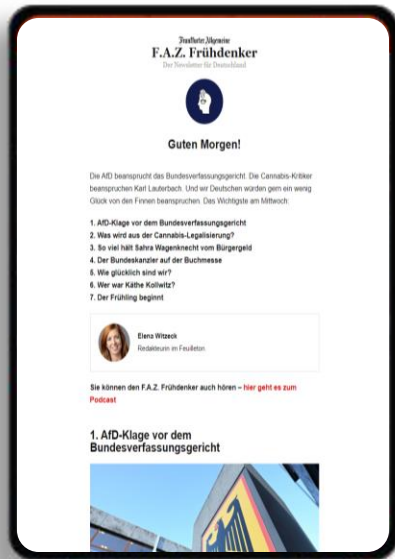 Frankfurter Allgemeine
F.A.Z. Frühdenker
Der Newsletter für Deutschland
Guten Morgen!
Die AfD beansprucht das Bundesverfassungsgericht. Die Cannabis-Kritiker
beanspruchen Karl Lauterbach. Und wir Deutschen würden gern ein wenig
Glück von den Finnen beanspruchen. Das Wichtigste am Mittwoch:
1. AfD-Klage vor dem Bundesverfassungsgericht
2. Was wird aus der Cannabis-Legalisierung?
3. So viel hält Sahra Wagenknecht vom Bürgergeld
4. Der Bundeskanzler auf der Buchmesse
5. Wie glücklich sind wir?
6. Wer war Käthe Kollwitz?
7. Der Frühling beginnt
Elena Witzeck
Redakteurin im Feuilleton
Sie können den F.A.Z. Frühdenker auch hören – hier geht es zum
Podcast
1. AfD-Klage vor dem
Bundesverfassungsgericht